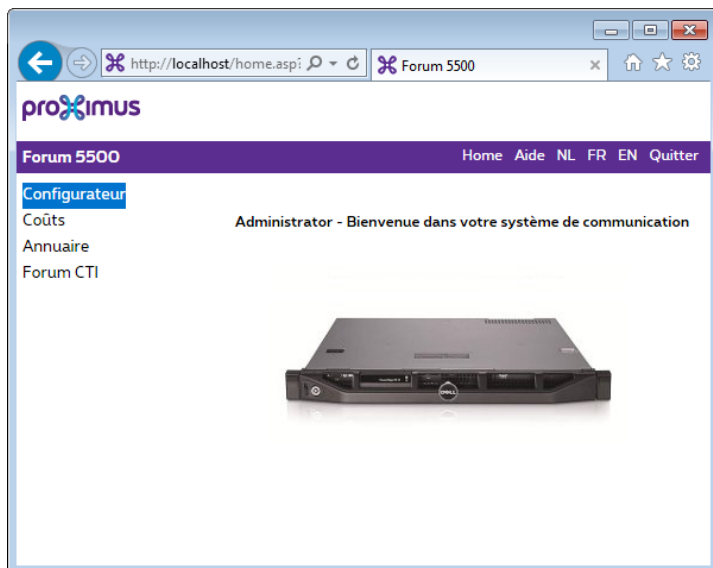 http://localhost/home.asp
Forum 5500
proximus
Forum 5500
Home Aide NL FR EN Quitter
Configurateur
Coûts
Annuaire
Forum CTI
Administrator - Bienvenue dans votre système de communication
DELL